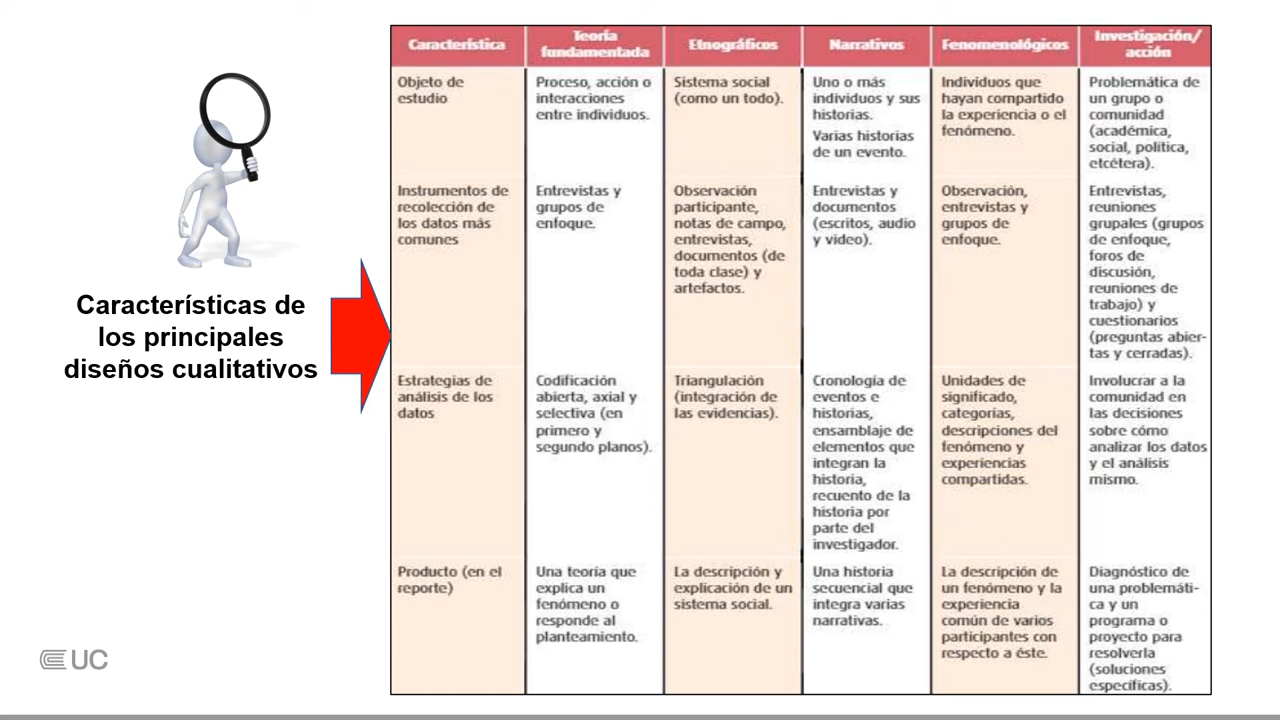 Características de
los principales
diseños cualitativos
UC
Característica
Teoría
fundamentada
Etnográficos
Narrativos
Fenomenológicos
Investigación/
acción
Objeto de
estudio
Proceso, acción o
interacciones
entre individuos.
Sistema social
(como un todo).
Uno o más
individuos y sus
historias.
Varias historias
de un evento.
Individuos que
hayan compartido
la experiencia o el
fenómeno.
Problemática de
un grupo o
comunidad
(académica,
social, política,
etcétera).
Instrumentos de
recolección de
los datos más
comunes
Entrevistas y
grupos de
enfoque.
Observación
participante,
notas de campo,
entrevistas,
documentos (de
toda clase) y
artefactos.
Entrevistas y
documentos
(escritos, audio
y video).
Observación,
entrevistas y
grupos de
enfoque.
Entrevistas,
reuniones
grupales (grupos
de enfoque,
foros de
discusión,
reuniones de
trabajo) y
cuestionarios
(preguntas abier-
tas y cerradas).
Estrategias de
análisis de los
datos
Codificación
abierta, axial y
selectiva (en
primero y
segundo planos).
Triangulación
(integración de
las evidencias).
Cronología de
eventos e
historias,
ensamblaje de
elementos que
integran la
historia,
recuento de la
historia por
parte del
investigador.
Unidades de
significado,
categorías,
descripciones del
fenómeno y
experiencias
compartidas.
Involucrar a la
comunidad en
las decisiones
sobre cómo
analizar los datos
y el análisis
mismo.
Producto (en el
reporte)
Una teoría que
explica un
fenómeno o
responde al
planteamiento.
La descripción y
explicación de un
sistema social.
Una historia
secuencial que
integra varias
narrativas.
La descripción de
un fenómeno y la
experiencia
común de varios
participantes con
respecto a éste.
Diagnóstico de
una problemáti-
ca y un
programa o
proyecto para
resolverla
(soluciones
específicas).